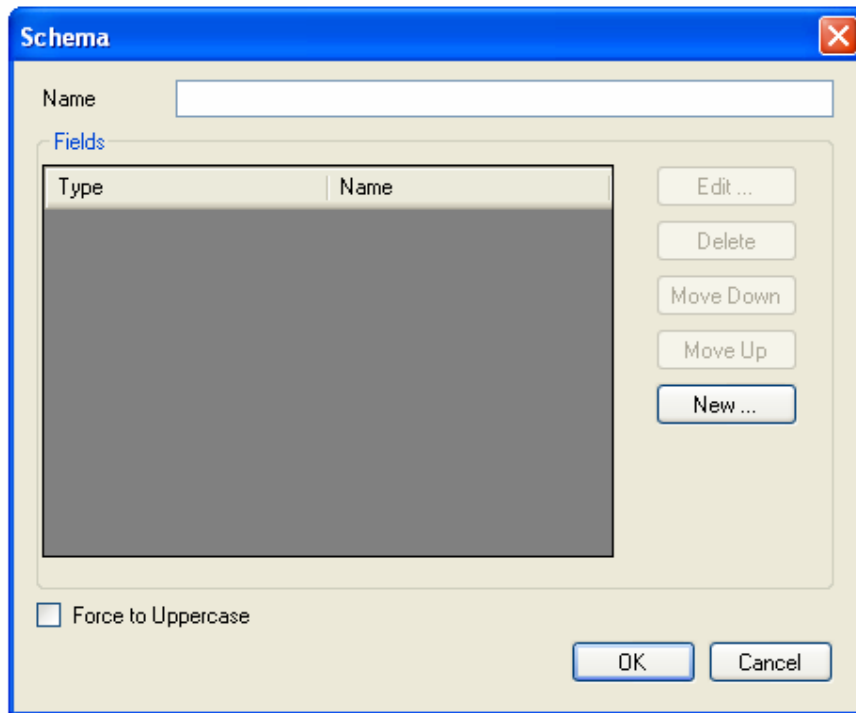 Schema
Name
Fields
Type Name
Edit ...
Delete
Move Down
Move Up
New ...
Force to Uppercase
OK Cancel